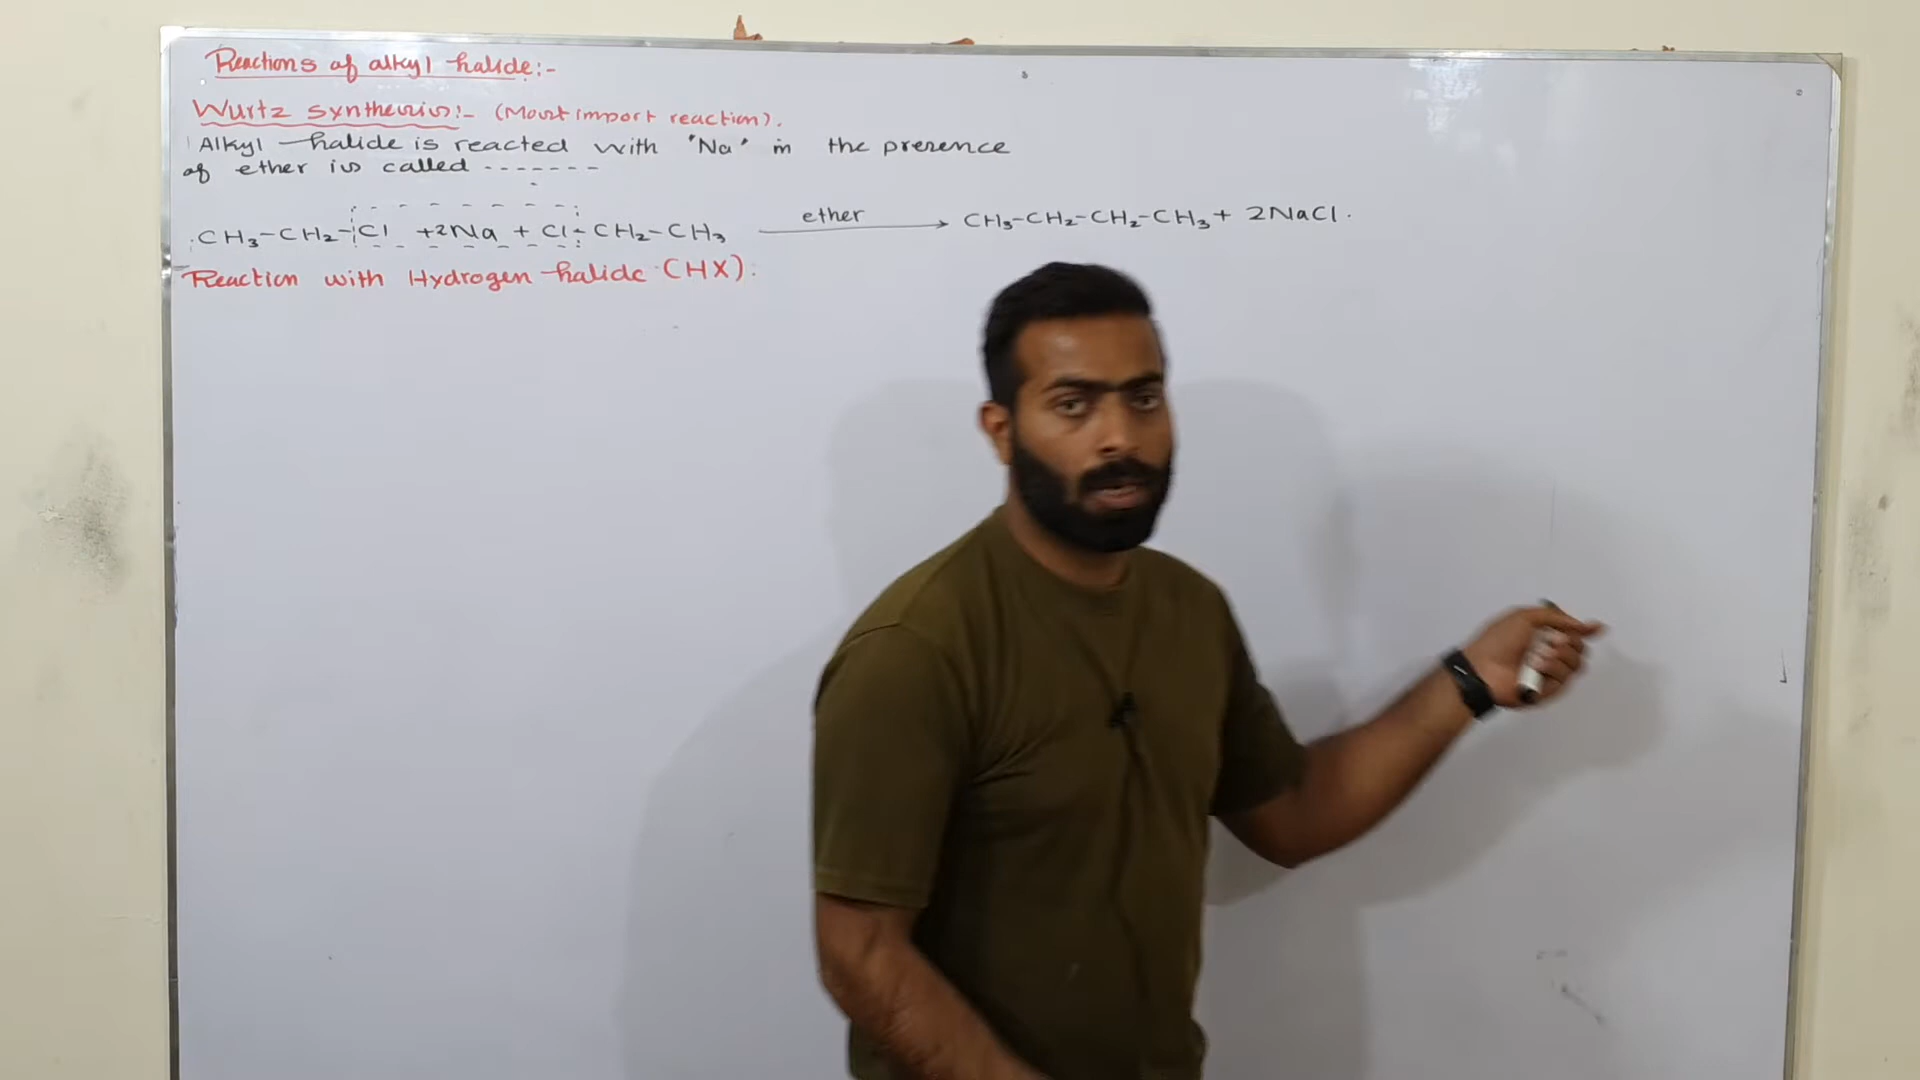 Reactions of alkyl halide:-
Wurtz synthesis:- (Most import reaction).
Alkyl halide is reacted with 'Na' in the presence
of ether is called -------
CH₃-CH₂-Cl +2Na + Cl-CH₂-CH₃ ether → CH₃-CH₂-CH₂-CH₃ + 2NaCl.
Reaction with Hydrogen halide (HX):